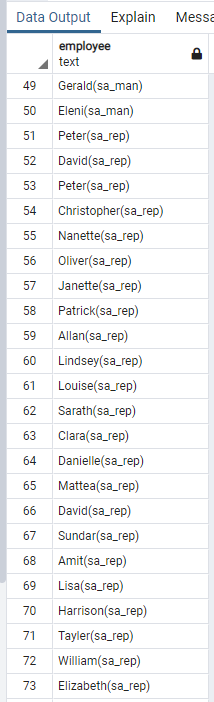 Data Output Explain Messa
employee
text
49 Gerald(sa_man)
50 Eleni(sa_man)
51 Peter(sa_rep)
52 David(sa_rep)
53 Peter(sa_rep)
54 Christopher(sa_rep)
55 Nanette(sa_rep)
56 Oliver(sa_rep)
57 Janette(sa_rep)
58 Patrick(sa_rep)
59 Allan(sa_rep)
60 Lindsey(sa_rep)
61 Louise(sa_rep)
62 Sarath(sa_rep)
63 Clara(sa_rep)
64 Danielle(sa_rep)
65 Mattea(sa_rep)
66 David(sa_rep)
67 Sundar(sa_rep)
68 Amit(sa_rep)
69 Lisa(sa_rep)
70 Harrison(sa_rep)
71 Tayler(sa_rep)
72 William(sa_rep)
73 Elizabeth(sa_rep)